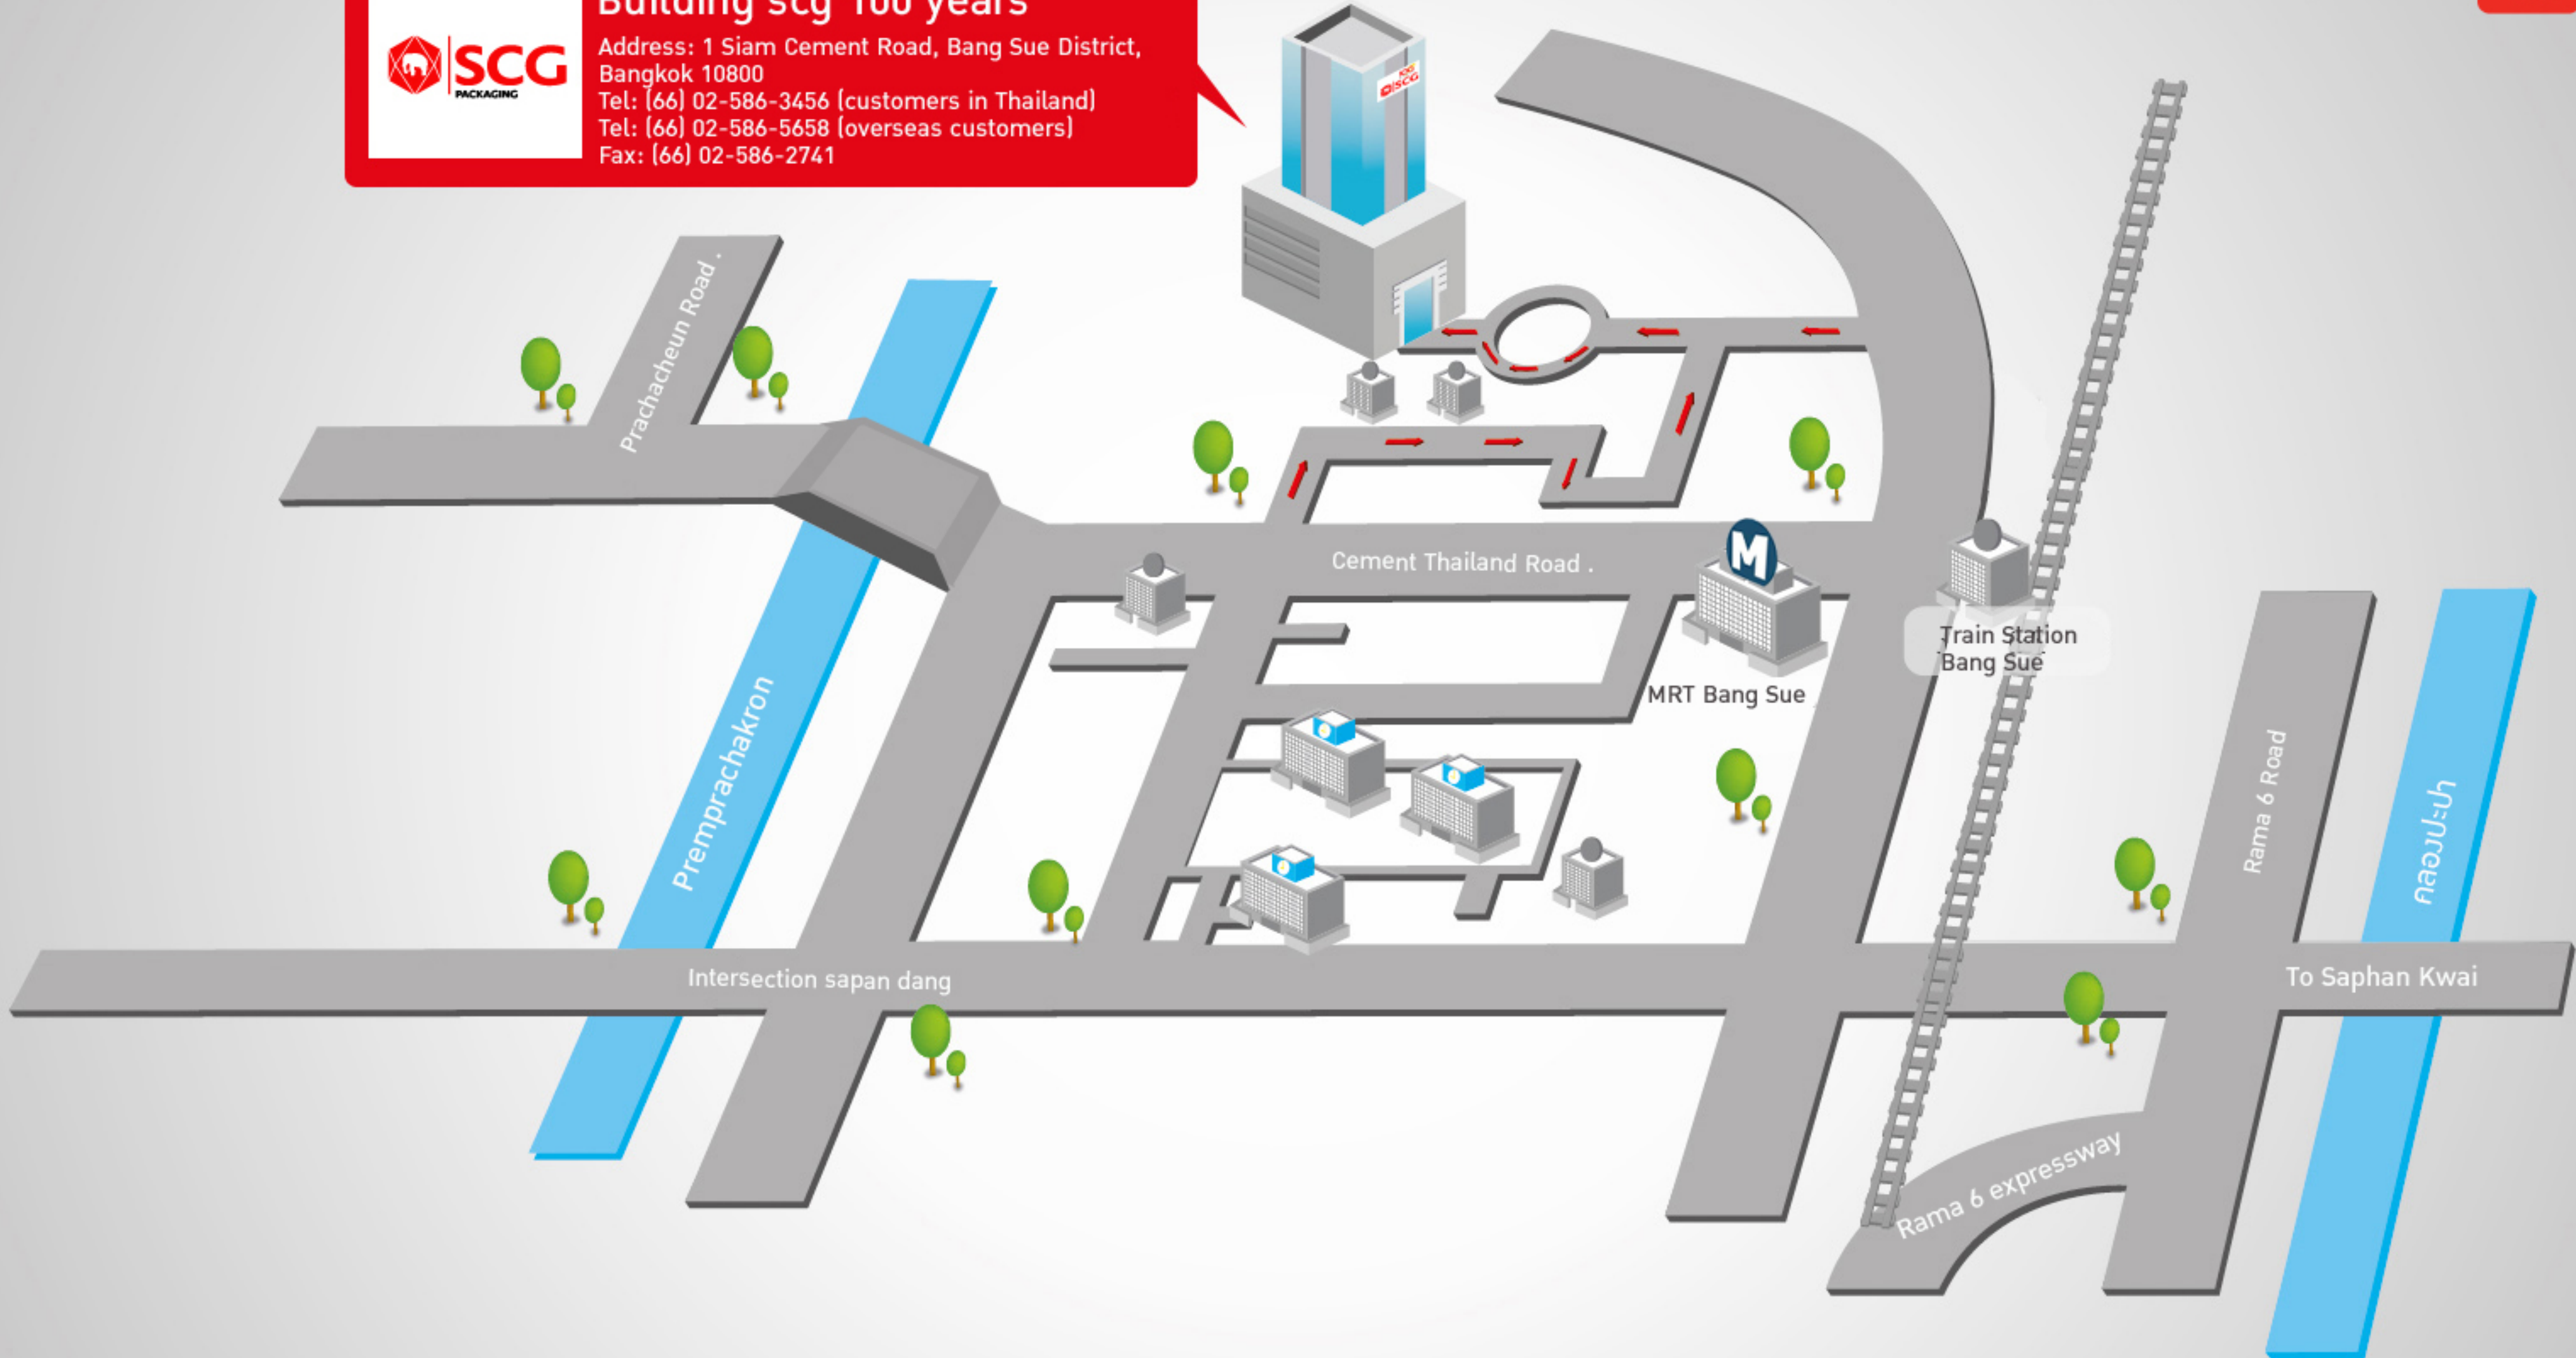 Building scg 100 years
SCG
PACKAGING
Address: 1 Siam Cement Road, Bang Sue District,
Bangkok 10800
Tel: (66) 02-586-3456 (customers in Thailand)
Tel: (66) 02-586-5658 (overseas customers)
Fax: (66) 02-586-2741
100
SCG
Prachacheun Road .
Cement Thailand Road .
M
Train Station
Bang Sue
MRT Bang Sue
Premprachakron
Rama 6 Road
คลองประปา
Intersection sapan dang
To Saphan Kwai
Rama 6 expressway